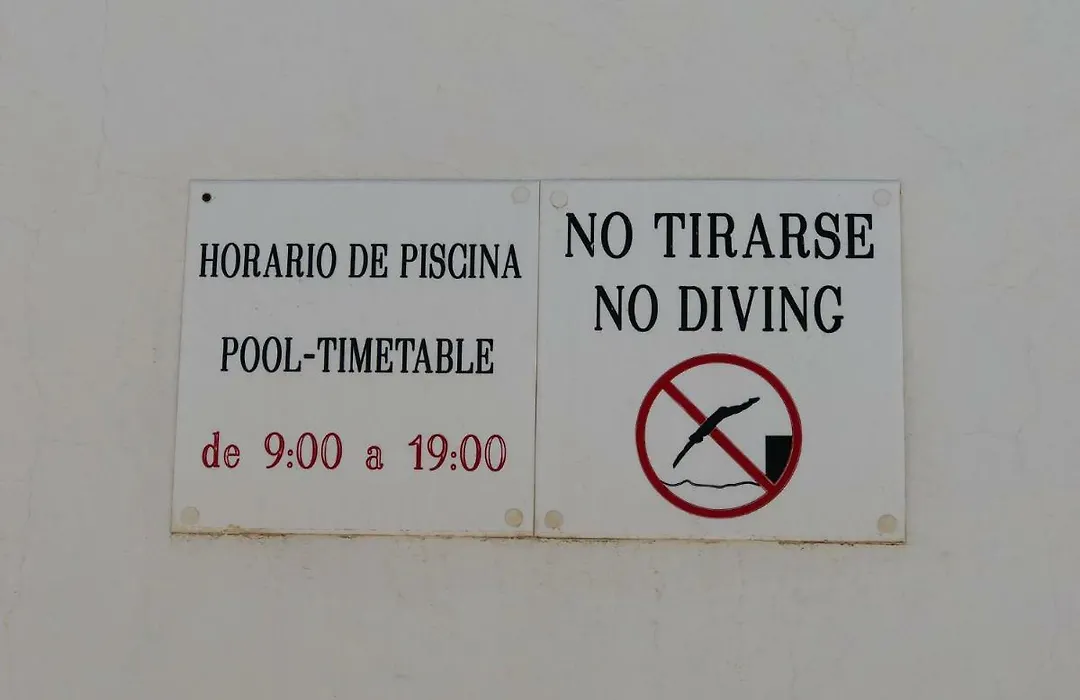 HORARIO DE PISCINA
POOL-TIMETABLE
de 9:00 a 19:00
NO TIRARSE
NO DIVING